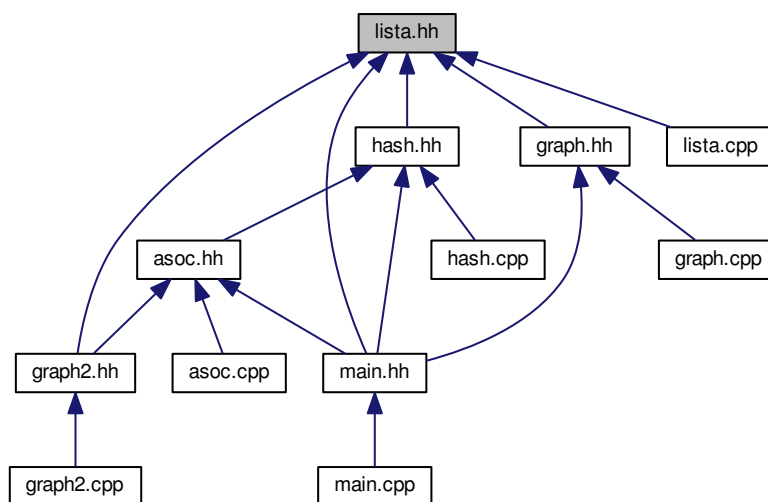 lista.hh
hash.hh
graph.hh
lista.cpp
asoc.hh
hash.cpp
graph.cpp
graph2.hh
asoc.cpp
main.hh
graph2.cpp
main.cpp